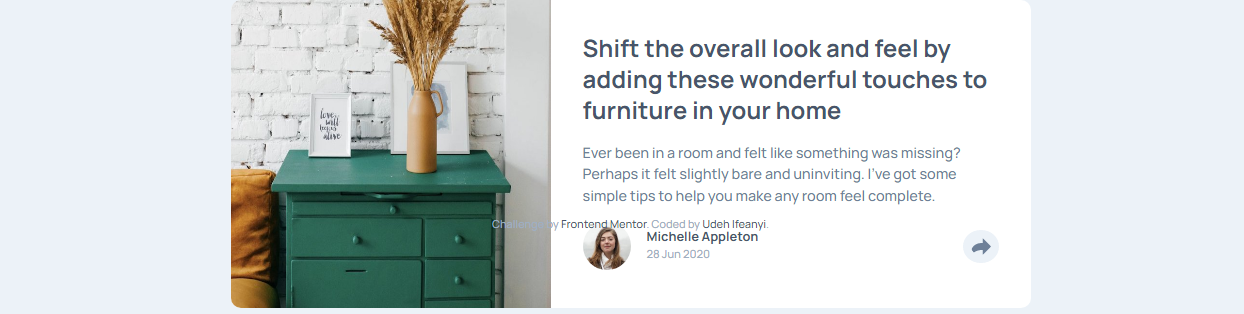 Shift the overall look and feel by
adding these wonderful touches to
furniture in your home
Ever been in a room and felt like something was missing?
Perhaps it felt slightly bare and uninviting. I've got some
simple tips to help you make any room feel complete.
Challenge by Frontend Mentor. Coded by Udeh Ifeanyi.
Michelle Appleton
28 Jun 2020
love
will
keep us
alive